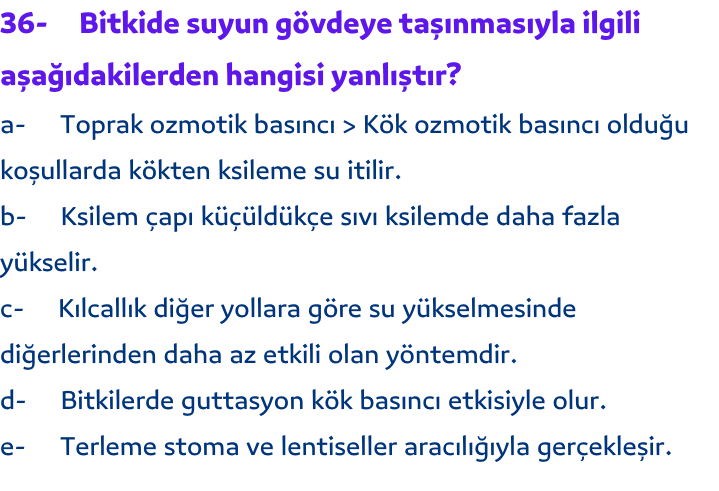 36- Bitkide suyun gövdeye taşınmasıyla ilgili
aşağıdakilerden hangisi yanlıştır?
a- Toprak ozmotik basıncı > Kök ozmotik basıncı olduğu
koşullarda kökten ksileme su itilir.
b- Ksilem çapı küçüldükçe sıvı ksilemde daha fazla
yükselir.
c- Kılcallık diğer yollara göre su yükselmesinde
diğerlerinden daha az etkili olan yöntemdir.
d- Bitkilerde guttasyon kök basıncı etkisiyle olur.
e- Terleme stoma ve lentiseller aracılığıyla gerçekleşir.